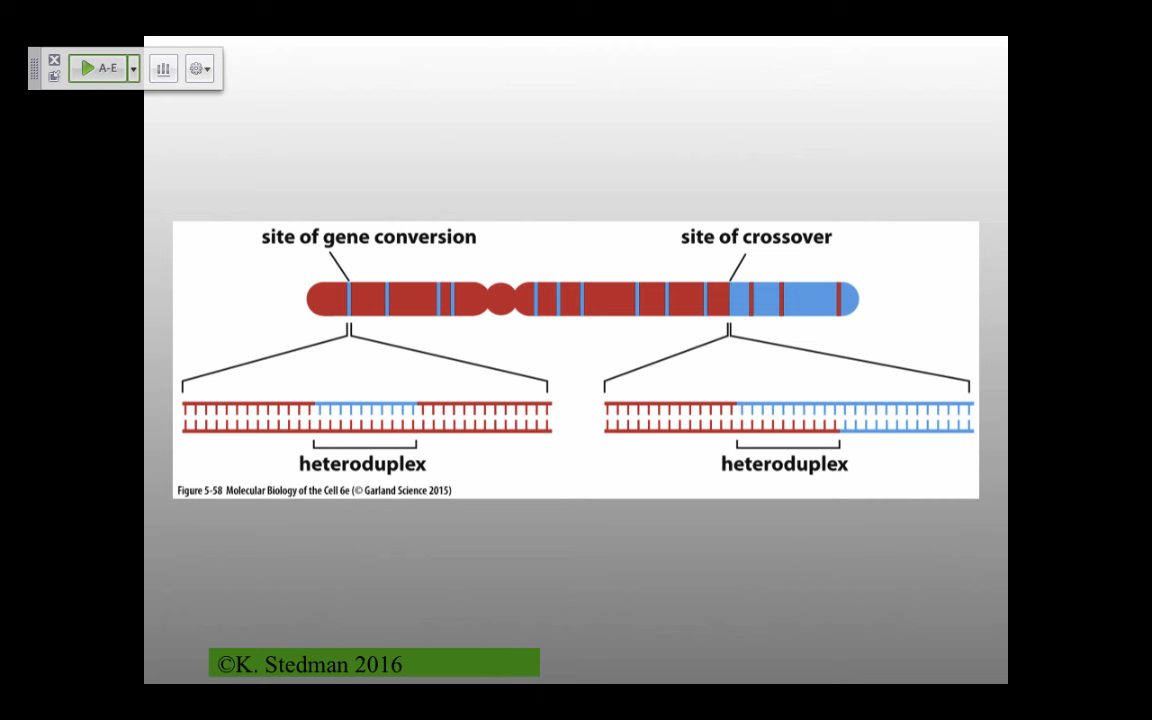 A-E
site of gene conversion
site of crossover
heteroduplex
heteroduplex
Figure 5-58 Molecular Biology of the Cell 6e (© Garland Science 2015)
©K. Stedman 2016